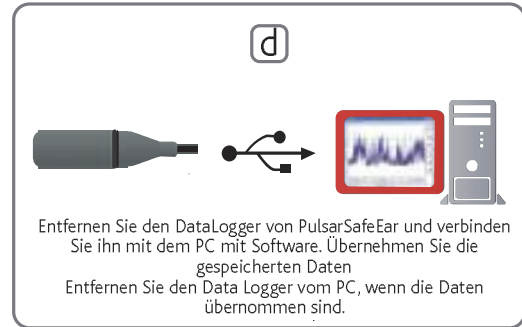 d
Entfernen Sie den DataLogger von PulsarSafeEar und verbinden
Sie ihn mit dem PC mit Software. Übernehmen Sie die
gespeicherten Daten
Entfernen Sie den Data Logger vom PC, wenn die Daten
übernommen sind.